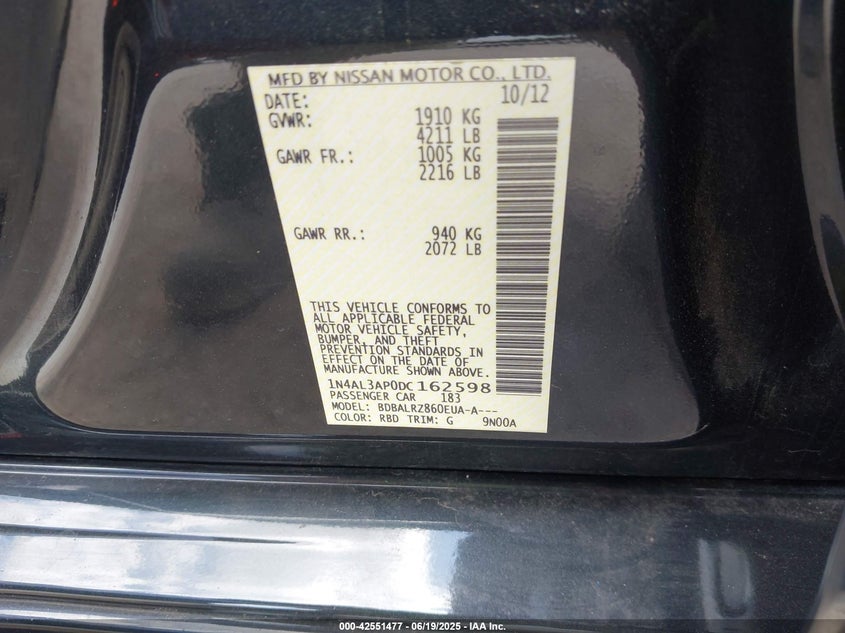 MFD BY NISSAN MOTOR CO., LTD.
DATE: 10/12
GVWR: 1910 KG
4211 LB
GAWR FR.: 1005 KG
2216 LB
GAWR RR.: 940 KG
2072 LB
THIS VEHICLE CONFORMS TO
ALL APPLICABLE FEDERAL
MOTOR VEHICLE SAFETY,
BUMPER, AND THEFT
PREVENTION STANDARDS IN
EFFECT ON THE DATE OF
MANUFACTURE SHOWN ABOVE.
1N4AL3AP0DC162598
PASSENGER CAR 183
MODEL: BDBALRZ860EUA-A---
COLOR: RBD TRIM: G 9N00A
000-42551477 - 06/19/2025 - IAA Inc.